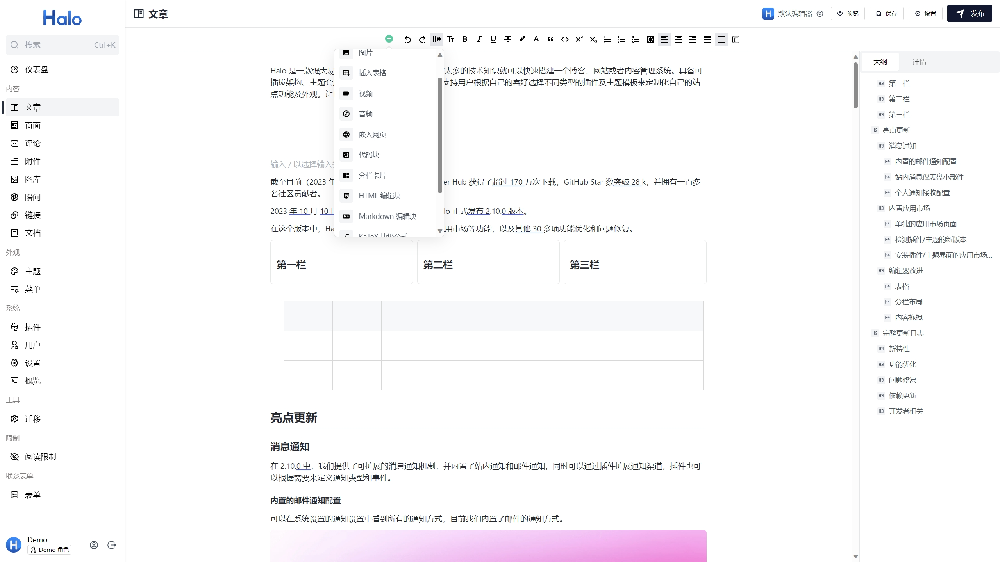 Halo
搜索 Ctrl+K
仪表盘
内容
文章
页面
评论
附件
图库
瞬间
链接
文档
外观
主题
菜单
系统
插件
用户
设置
概览
工具
迁移
限制
阅读限制
联系表单
表单
Demo
Demo 角色
文章
默认编辑器
预览
保存
设置
发布
H#
图片
插入表格
视频
音频
嵌入网页
代码块
分栏卡片
HTML 编辑块
Markdown 编辑块
KaTeX 块级公式
Halo 是一款强大易 太多的技术知识就可以快速搭建一个博客、网站或者内容管理系统。具备可
插拔架构、主题套 支持用户根据自己的喜好选择不同类型的插件及主题模板来定制化自己的站
点功能及外观。让
输入 / 以选择输入
截至目前（2023 年 er Hub 获得了超过 170 万次下载，GitHub Star 数突破 28 k，并拥有一百多
名社区贡献者。
2023 年 10 月 10 日 lo 正式发布 2.10.0 版本。
在这个版本中，Ha 用市场等功能，以及其他 30 多项功能优化和问题修复。
第一栏
第二栏
第三栏
亮点更新
消息通知
在 2.10.0 中，我们提供了可扩展的消息通知机制，并内置了站内通知和邮件通知，同时可以通过插件扩展通知渠道，插件也可
以根据需要来定义通知类型和事件。
内置的邮件通知配置
可以在系统设置的通知设置中看到所有的通知方式，目前我们内置了邮件的通知方式。
大纲
详情
H3 第一栏
H3 第二栏
H3 第三栏
H2 亮点更新
H3 消息通知
H4 内置的邮件通知配置
H4 站内消息仪表盘小部件
H4 个人通知接收配置
H3 内置应用市场
H4 单独的应用市场页面
H4 检测插件/主题的新版本
H4 安装插件/主题界面的应用市场...
H3 编辑器改进
H4 表格
H4 分栏布局
H4 内容拖拽
H2 完整更新日志
H3 新特性
H3 功能优化
H3 问题修复
H3 依赖更新
H3 开发者相关